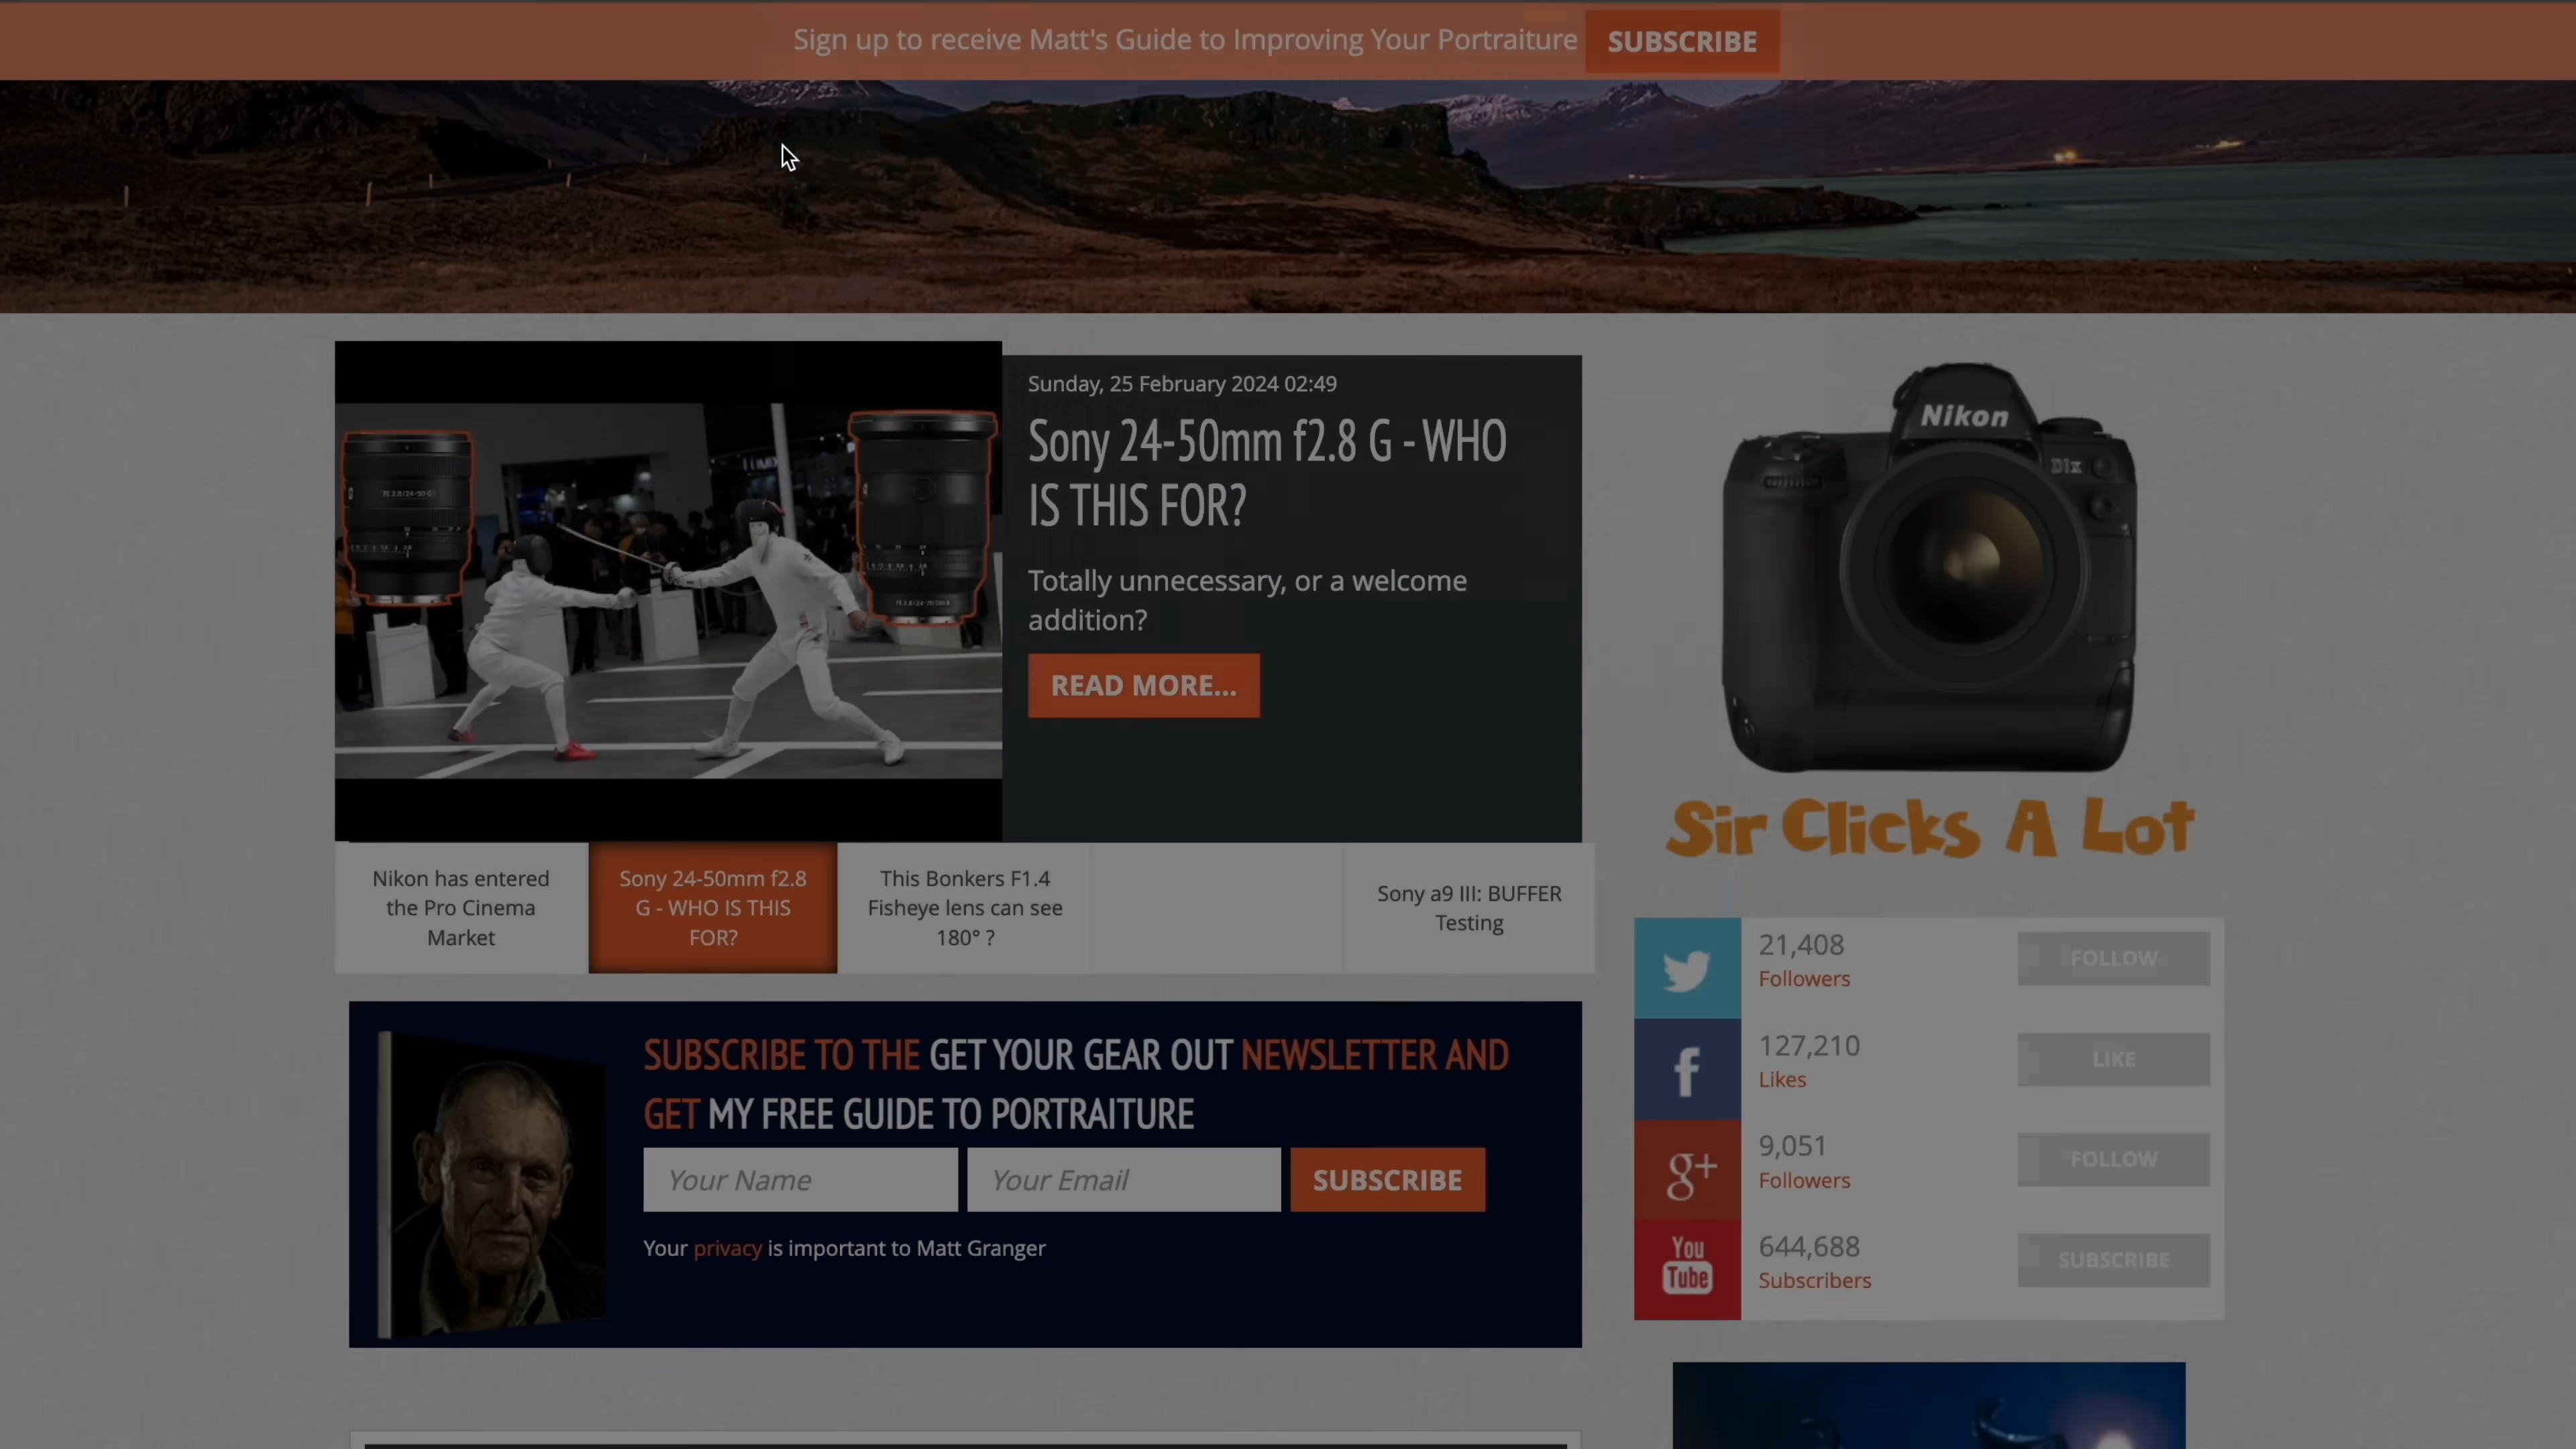 Sign up to receive Matt's Guide to Improving Your Portraiture SUBSCRIBE
Sunday, 25 February 2024 02:49
Sony 24-50mm f2.8 G - WHO
IS THIS FOR?
Totally unnecessary, or a welcome
addition?
READ MORE...
Nikon
D1x
Sir Clicks A Lot
Nikon has entered
the Pro Cinema
Market
Sony 24-50mm f2.8
G - WHO IS THIS
FOR?
This Bonkers F1.4
Fisheye lens can see
180° ?
Sony a9 III: BUFFER
Testing
SUBSCRIBE TO THE GET YOUR GEAR OUT NEWSLETTER AND
GET MY FREE GUIDE TO PORTRAITURE
Your Name
Your Email
SUBSCRIBE
Your privacy is important to Matt Granger
21,408
Followers
FOLLOW
f
127,210
Likes
LIKE
g+
9,051
Followers
FOLLOW
You
Tube
644,688
Subscribers
SUBSCRIBE